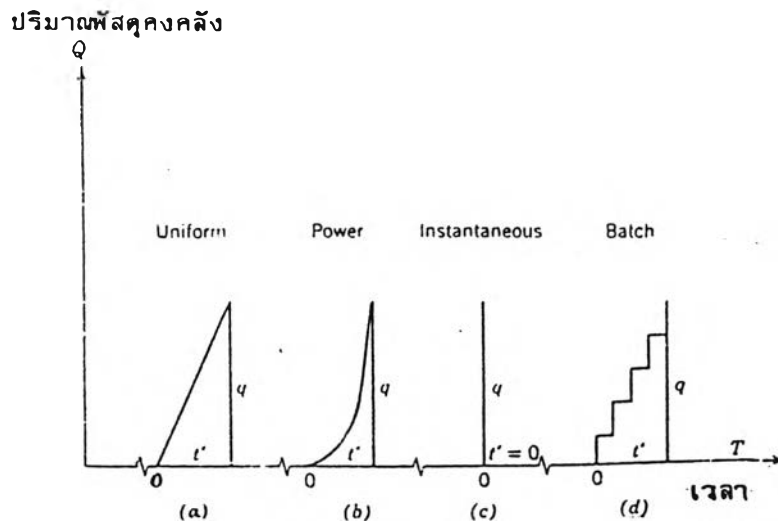 ปริมาณพัสดุคงคลัง
Q
Uniform Power Instantaneous Batch
q q q q
t' t' t' = 0 t' T
0 0 0 0 เวลา
(a) (b) (c) (d)